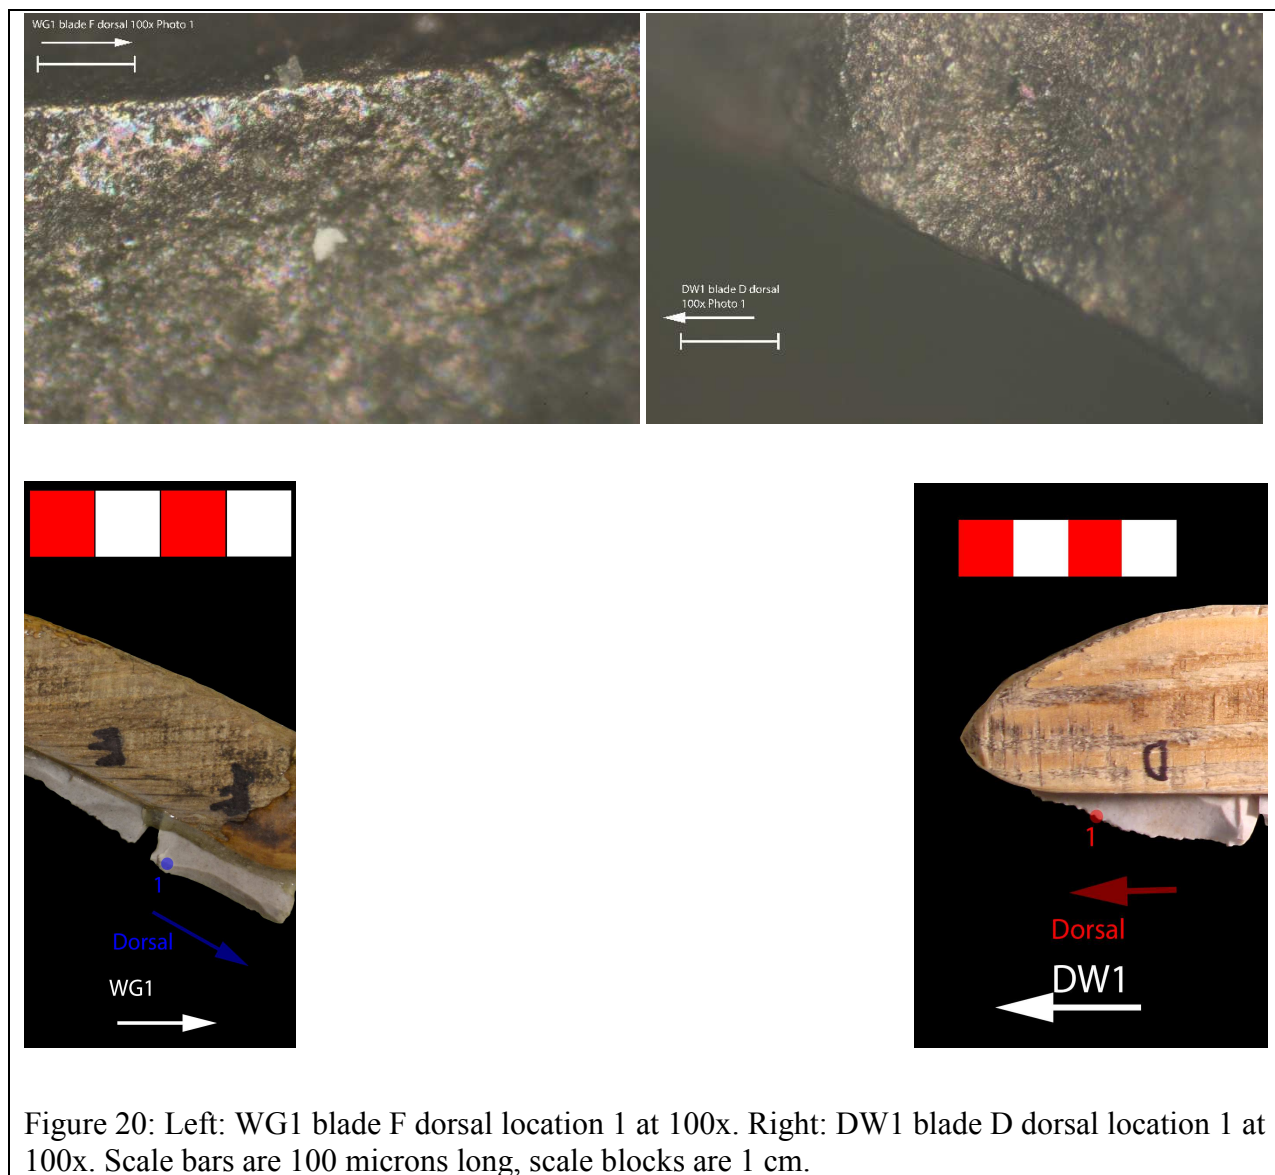 WG1 blade F dorsal 100x Photo 1
DW1 blade D dorsal
100x Photo 1
F
D
1
1
Dorsal
Dorsal
WG1
DW1
Figure 20: Left: WG1 blade F dorsal location 1 at 100x. Right: DW1 blade D dorsal location 1 at
100x. Scale bars are 100 microns long, scale blocks are 1 cm.